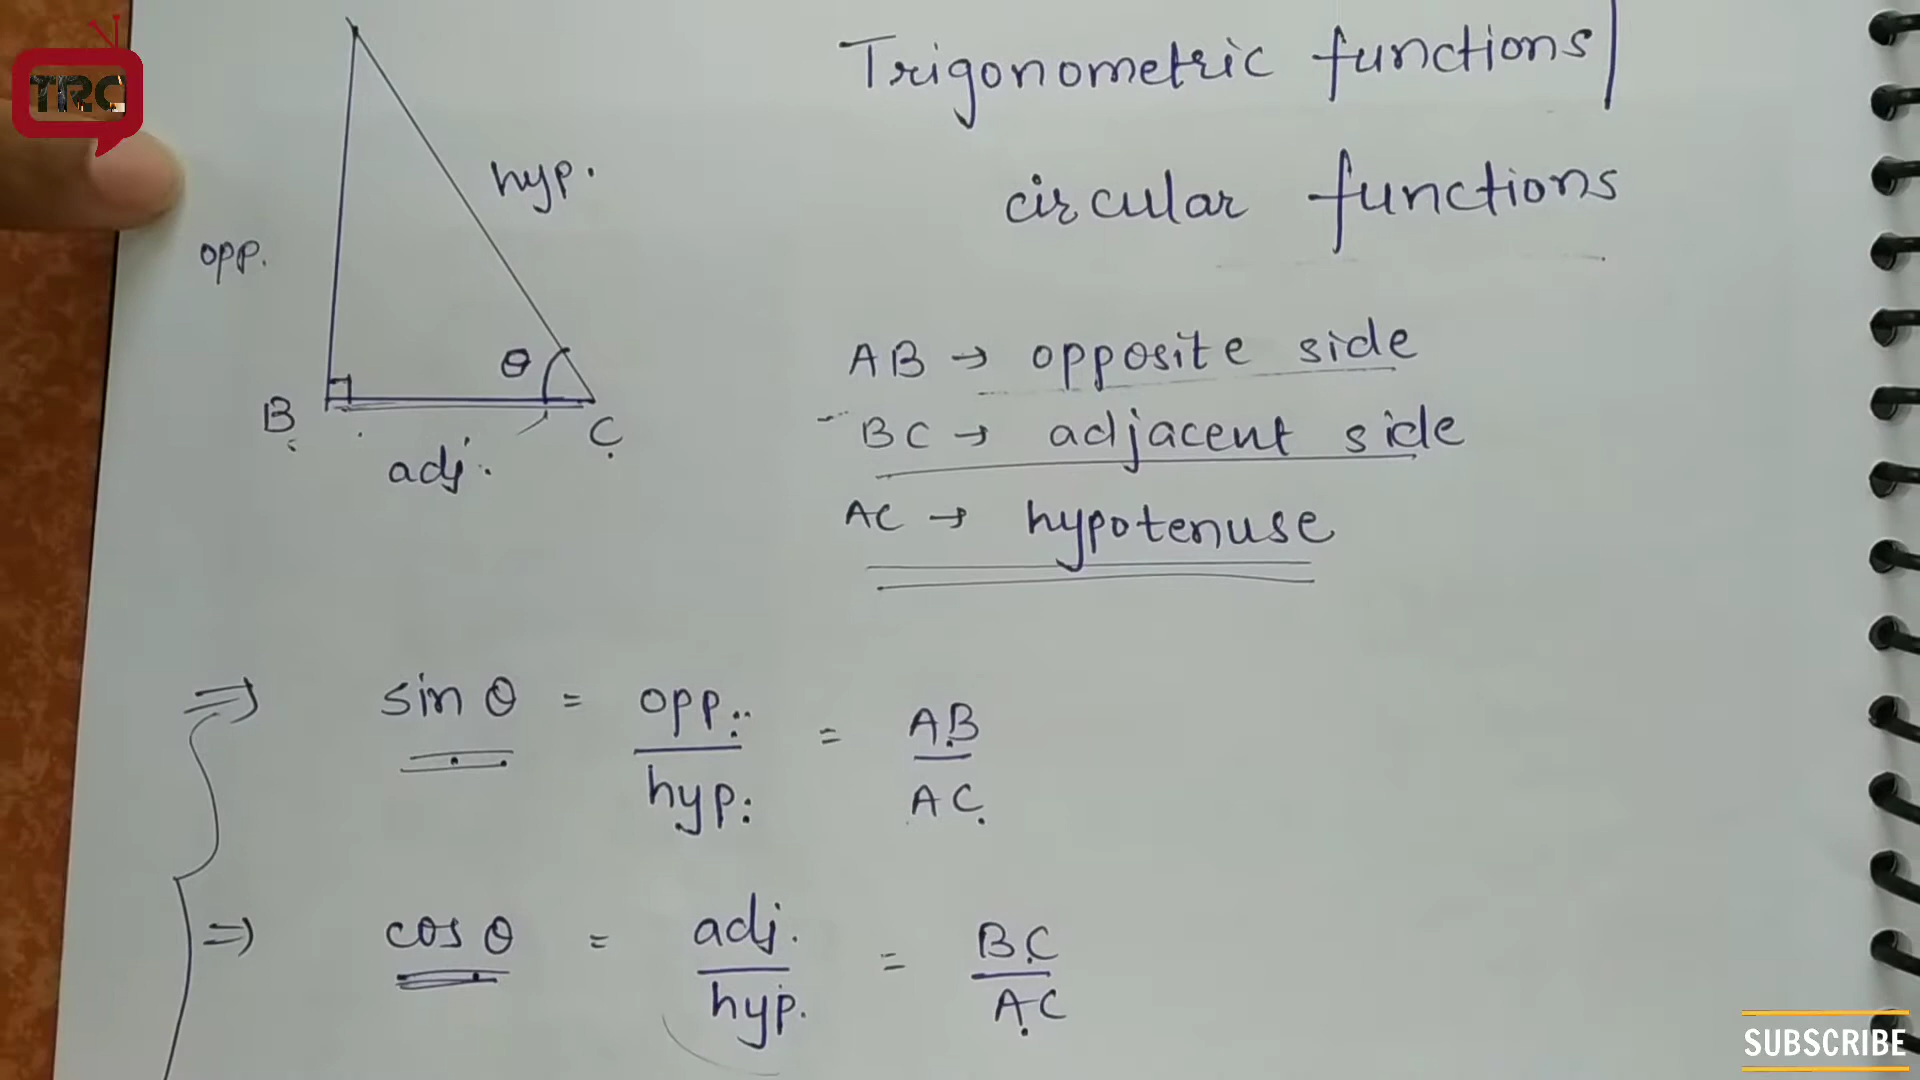 TRC
Trigonometric functions/
circular functions
hyp.
opp.
θ
B
C
adj.
AB → opposite side
BC → adjacent side
AC → hypotenuse
⇒ sin θ = opp. / hyp. = AB / AC
⇒ cos θ = adj. / hyp. = BC / AC
SUBSCRIBE